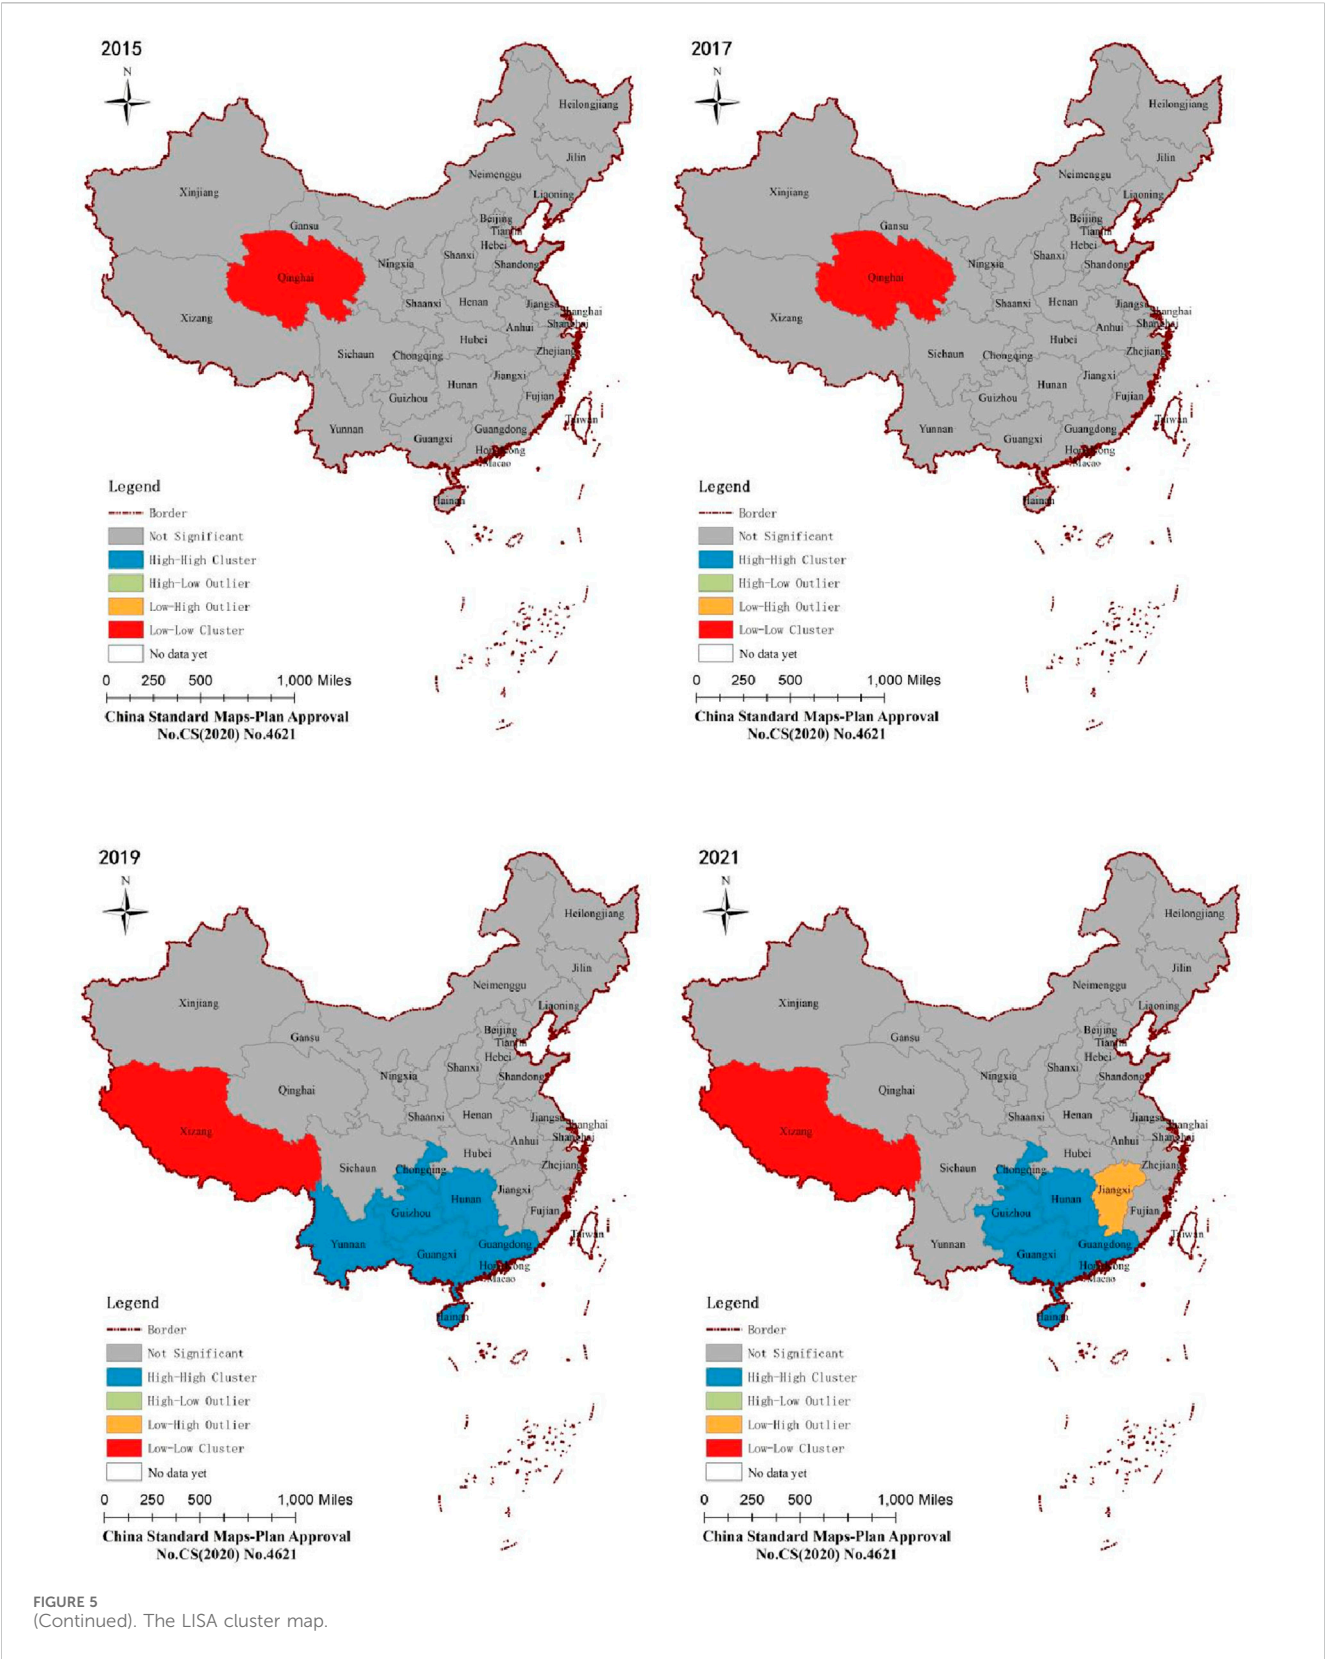 2015
N
Heilongjiang
Jilin
Neimenggu
Liaoning
Xinjiang
Beijing
Tianjin
Gansu
Hebei
Shanxi
Ningxia
Shandong
Qinghai
Shaanxi
Henan
Jiangsu
Shanghai
Xizang
Anhui
Shanghai
Hubei
Sichaun
Chongqing
Zhejiang
Jiangxi
Hunan
Guizhou
Fujian
Taiwan
Yunnan
Guangdong
Guangxi
Hongkong
Macao
Hainan
Legend
Border
Not Significant
High-High Cluster
High-Low Outlier
Low-High Outlier
Low-Low Cluster
No data yet
0 250 500 1,000 Miles
China Standard Maps-Plan Approval
No.CS(2020) No.4621
2017
N
Heilongjiang
Jilin
Neimenggu
Liaoning
Xinjiang
Beijing
Tianjin
Gansu
Hebei
Shanxi
Ningxia
Shandong
Qinghai
Shaanxi
Henan
Jiangsu
Shanghai
Xizang
Anhui
Shanghai
Hubei
Sichaun
Chongqing
Zhejiang
Jiangxi
Hunan
Guizhou
Fujian
Taiwan
Yunnan
Guangdong
Guangxi
Hongkong
Macao
Hainan
Legend
Border
Not Significant
High-High Cluster
High-Low Outlier
Low-High Outlier
Low-Low Cluster
No data yet
0 250 500 1,000 Miles
China Standard Maps-Plan Approval
No.CS(2020) No.4621
2019
N
Heilongjiang
Jilin
Neimenggu
Liaoning
Xinjiang
Beijing
Tianjin
Gansu
Hebei
Shanxi
Ningxia
Shandong
Qinghai
Shaanxi
Henan
Jiangsu
Shanghai
Xizang
Anhui
Shanghai
Hubei
Sichaun
Chongqing
Zhejiang
Jiangxi
Hunan
Guizhou
Fujian
Taiwan
Yunnan
Guangdong
Guangxi
Hongkong
Macao
Hainan
Legend
Border
Not Significant
High-High Cluster
High-Low Outlier
Low-High Outlier
Low-Low Cluster
No data yet
0 250 500 1,000 Miles
China Standard Maps-Plan Approval
No.CS(2020) No.4621
2021
N
Heilongjiang
Jilin
Neimenggu
Liaoning
Xinjiang
Beijing
Tianjin
Gansu
Hebei
Shanxi
Ningxia
Shandong
Qinghai
Shaanxi
Henan
Jiangsu
Shanghai
Xizang
Anhui
Shanghai
Hubei
Sichaun
Chongqing
Zhejiang
Jiangxi
Hunan
Guizhou
Fujian
Taiwan
Yunnan
Guangdong
Guangxi
Hongkong
Macao
Hainan
Legend
Border
Not Significant
High-High Cluster
High-Low Outlier
Low-High Outlier
Low-Low Cluster
No data yet
0 250 500 1,000 Miles
China Standard Maps-Plan Approval
No.CS(2020) No.4621
FIGURE 5
(Continued). The LISA cluster map.